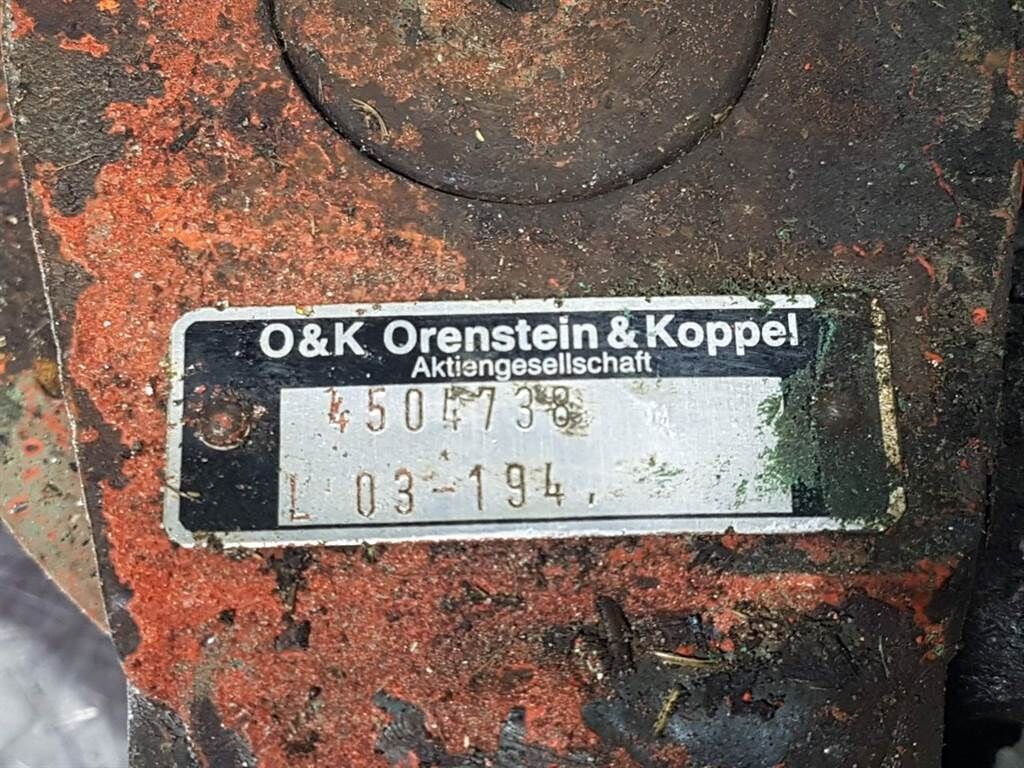 O&K Orenstein & Koppel
Aktiengesellschaft
4504738
L 03-194